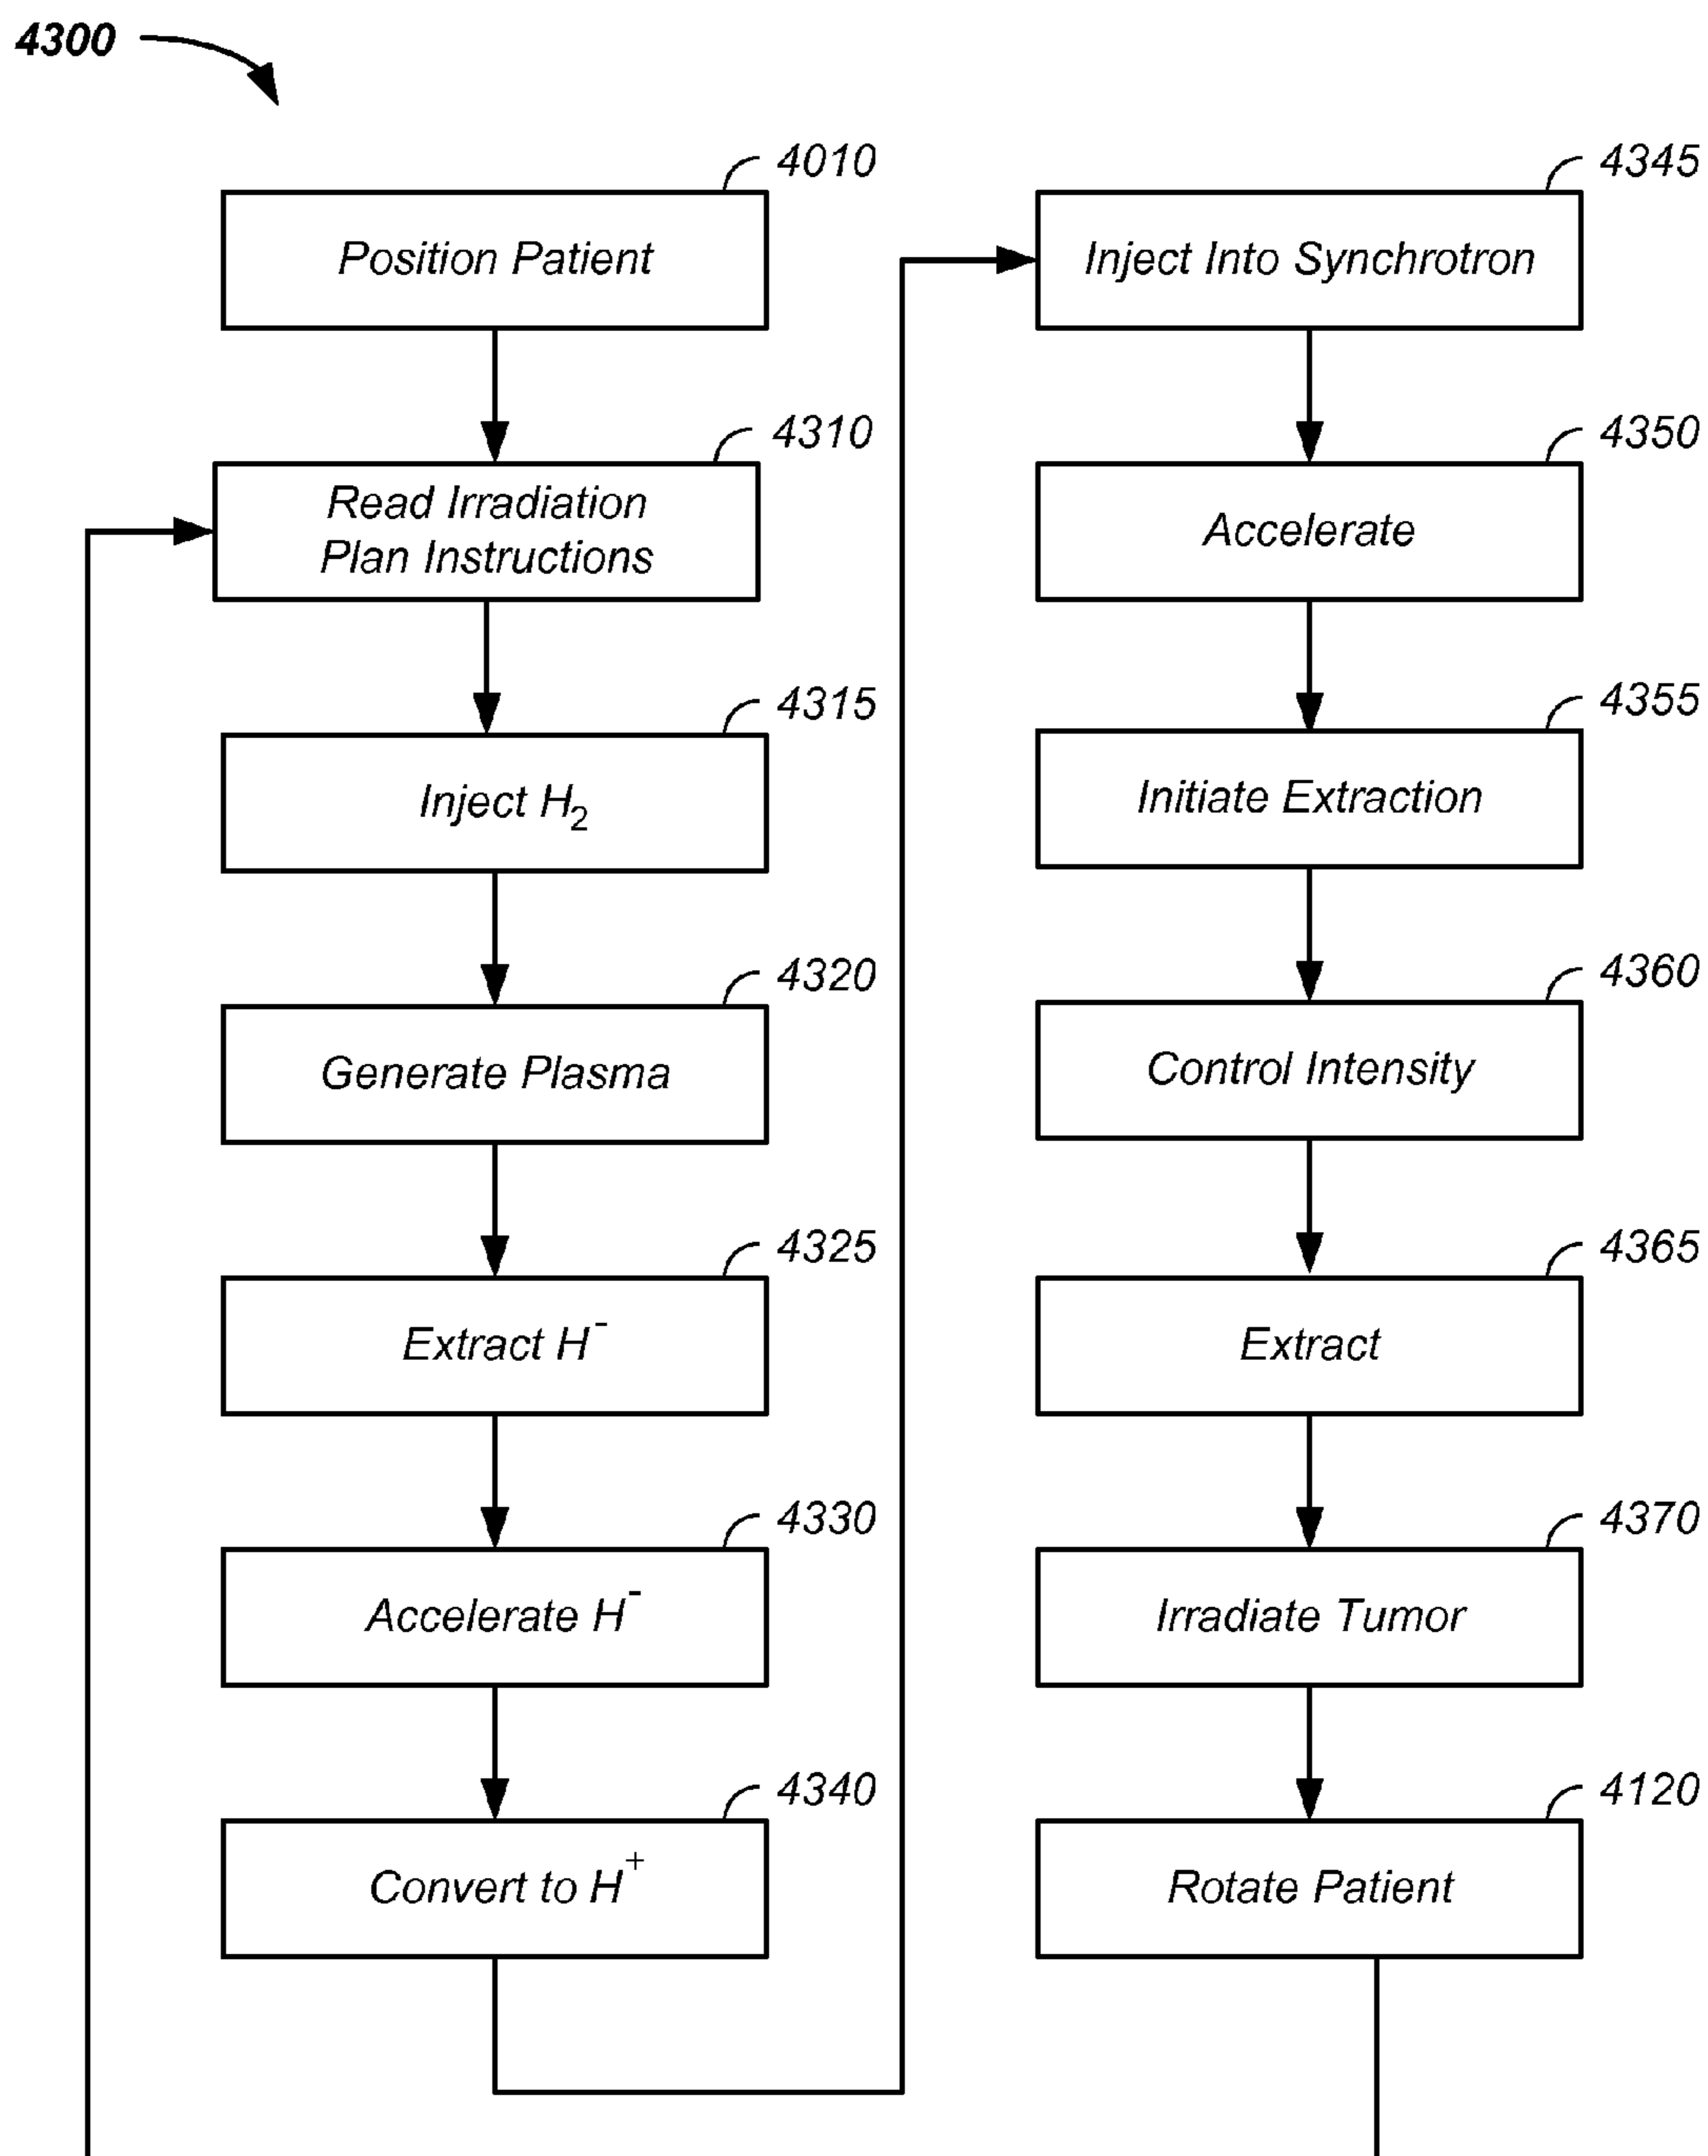 4300
4010
Position Patient
4310
Read Irradiation
Plan Instructions
4315
Inject H₂
4320
Generate Plasma
4325
Extract H⁻
4330
Accelerate H⁻
4340
Convert to H⁺
4345
Inject Into Synchrotron
4350
Accelerate
4355
Initiate Extraction
4360
Control Intensity
4365
Extract
4370
Irradiate Tumor
4120
Rotate Patient